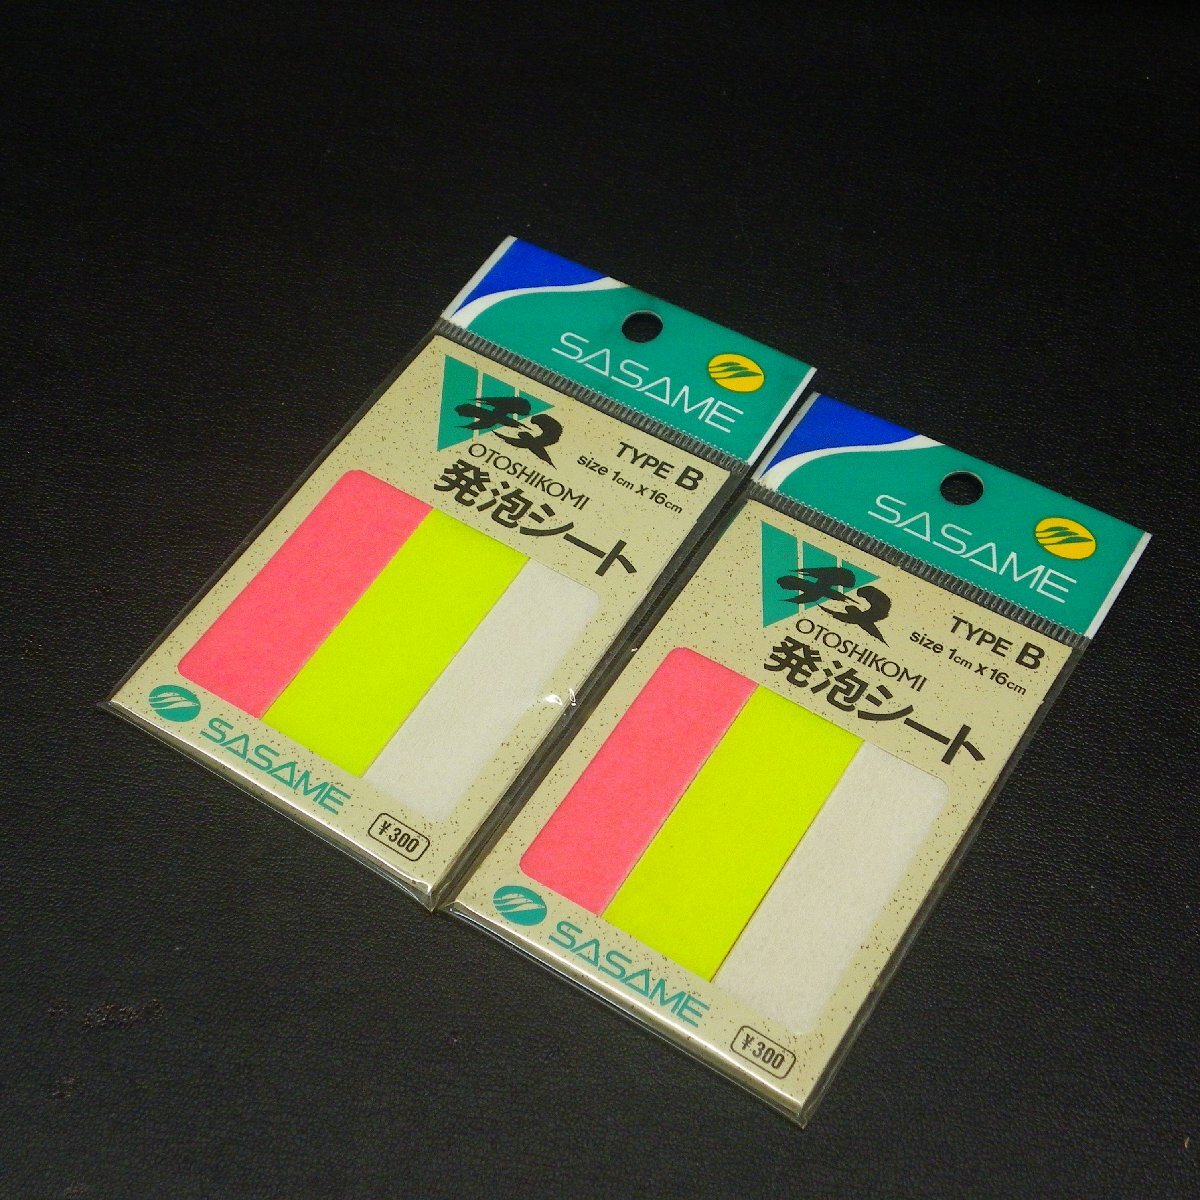 SASAME
チヌ
OTOSHIKOMI
発泡シート
TYPE B
size 1cm X 16cm
SASAME
¥300
SASAME
チヌ
OTOSHIKOMI
発泡シート
TYPE B
size 1cm X 16cm
SASAME
¥300